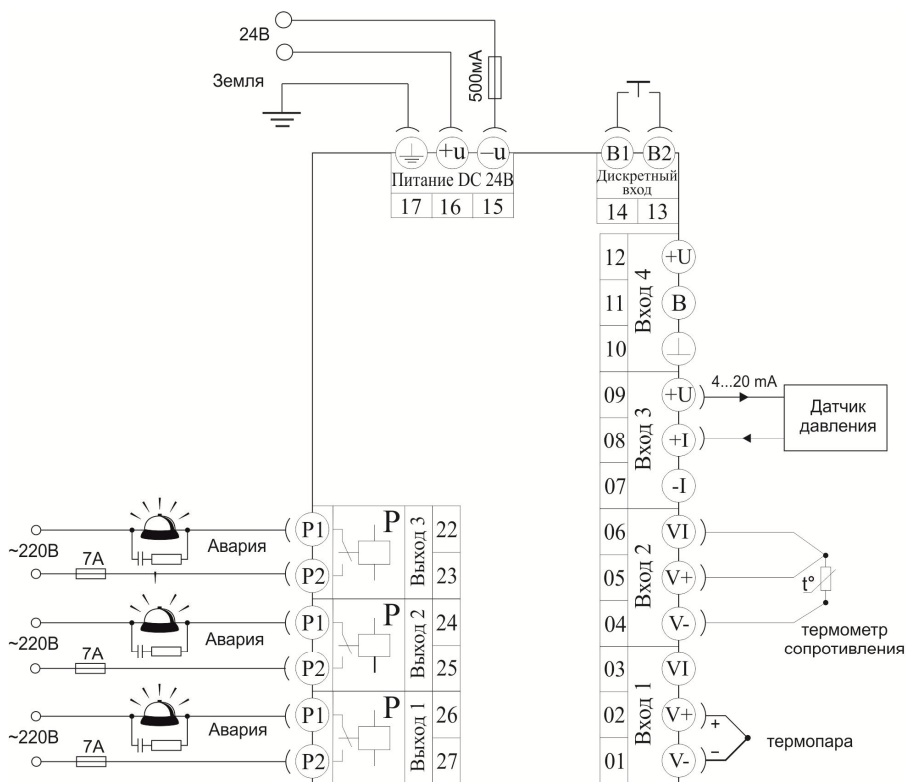 24В
Земля
500мА
+u
–u
B1
B2
Питание DC 24В
17
16
15
Дискретный
вход
14
13
12
+U
11
B
10
Вход 4
09
+U
08
+I
07
-I
Вход 3
4...20 mA
Датчик
давления
06
VI
05
V+
04
V-
Вход 2
t°
термометр
сопротивления
03
VI
02
V+
01
V-
Вход 1
+
–
термопара
~220В
7А
Авария
P1
P2
P
Выход 3
22
23
~220В
7А
Авария
P1
P2
P
Выход 2
24
25
~220В
7А
Авария
P1
P2
P
Выход 1
26
27